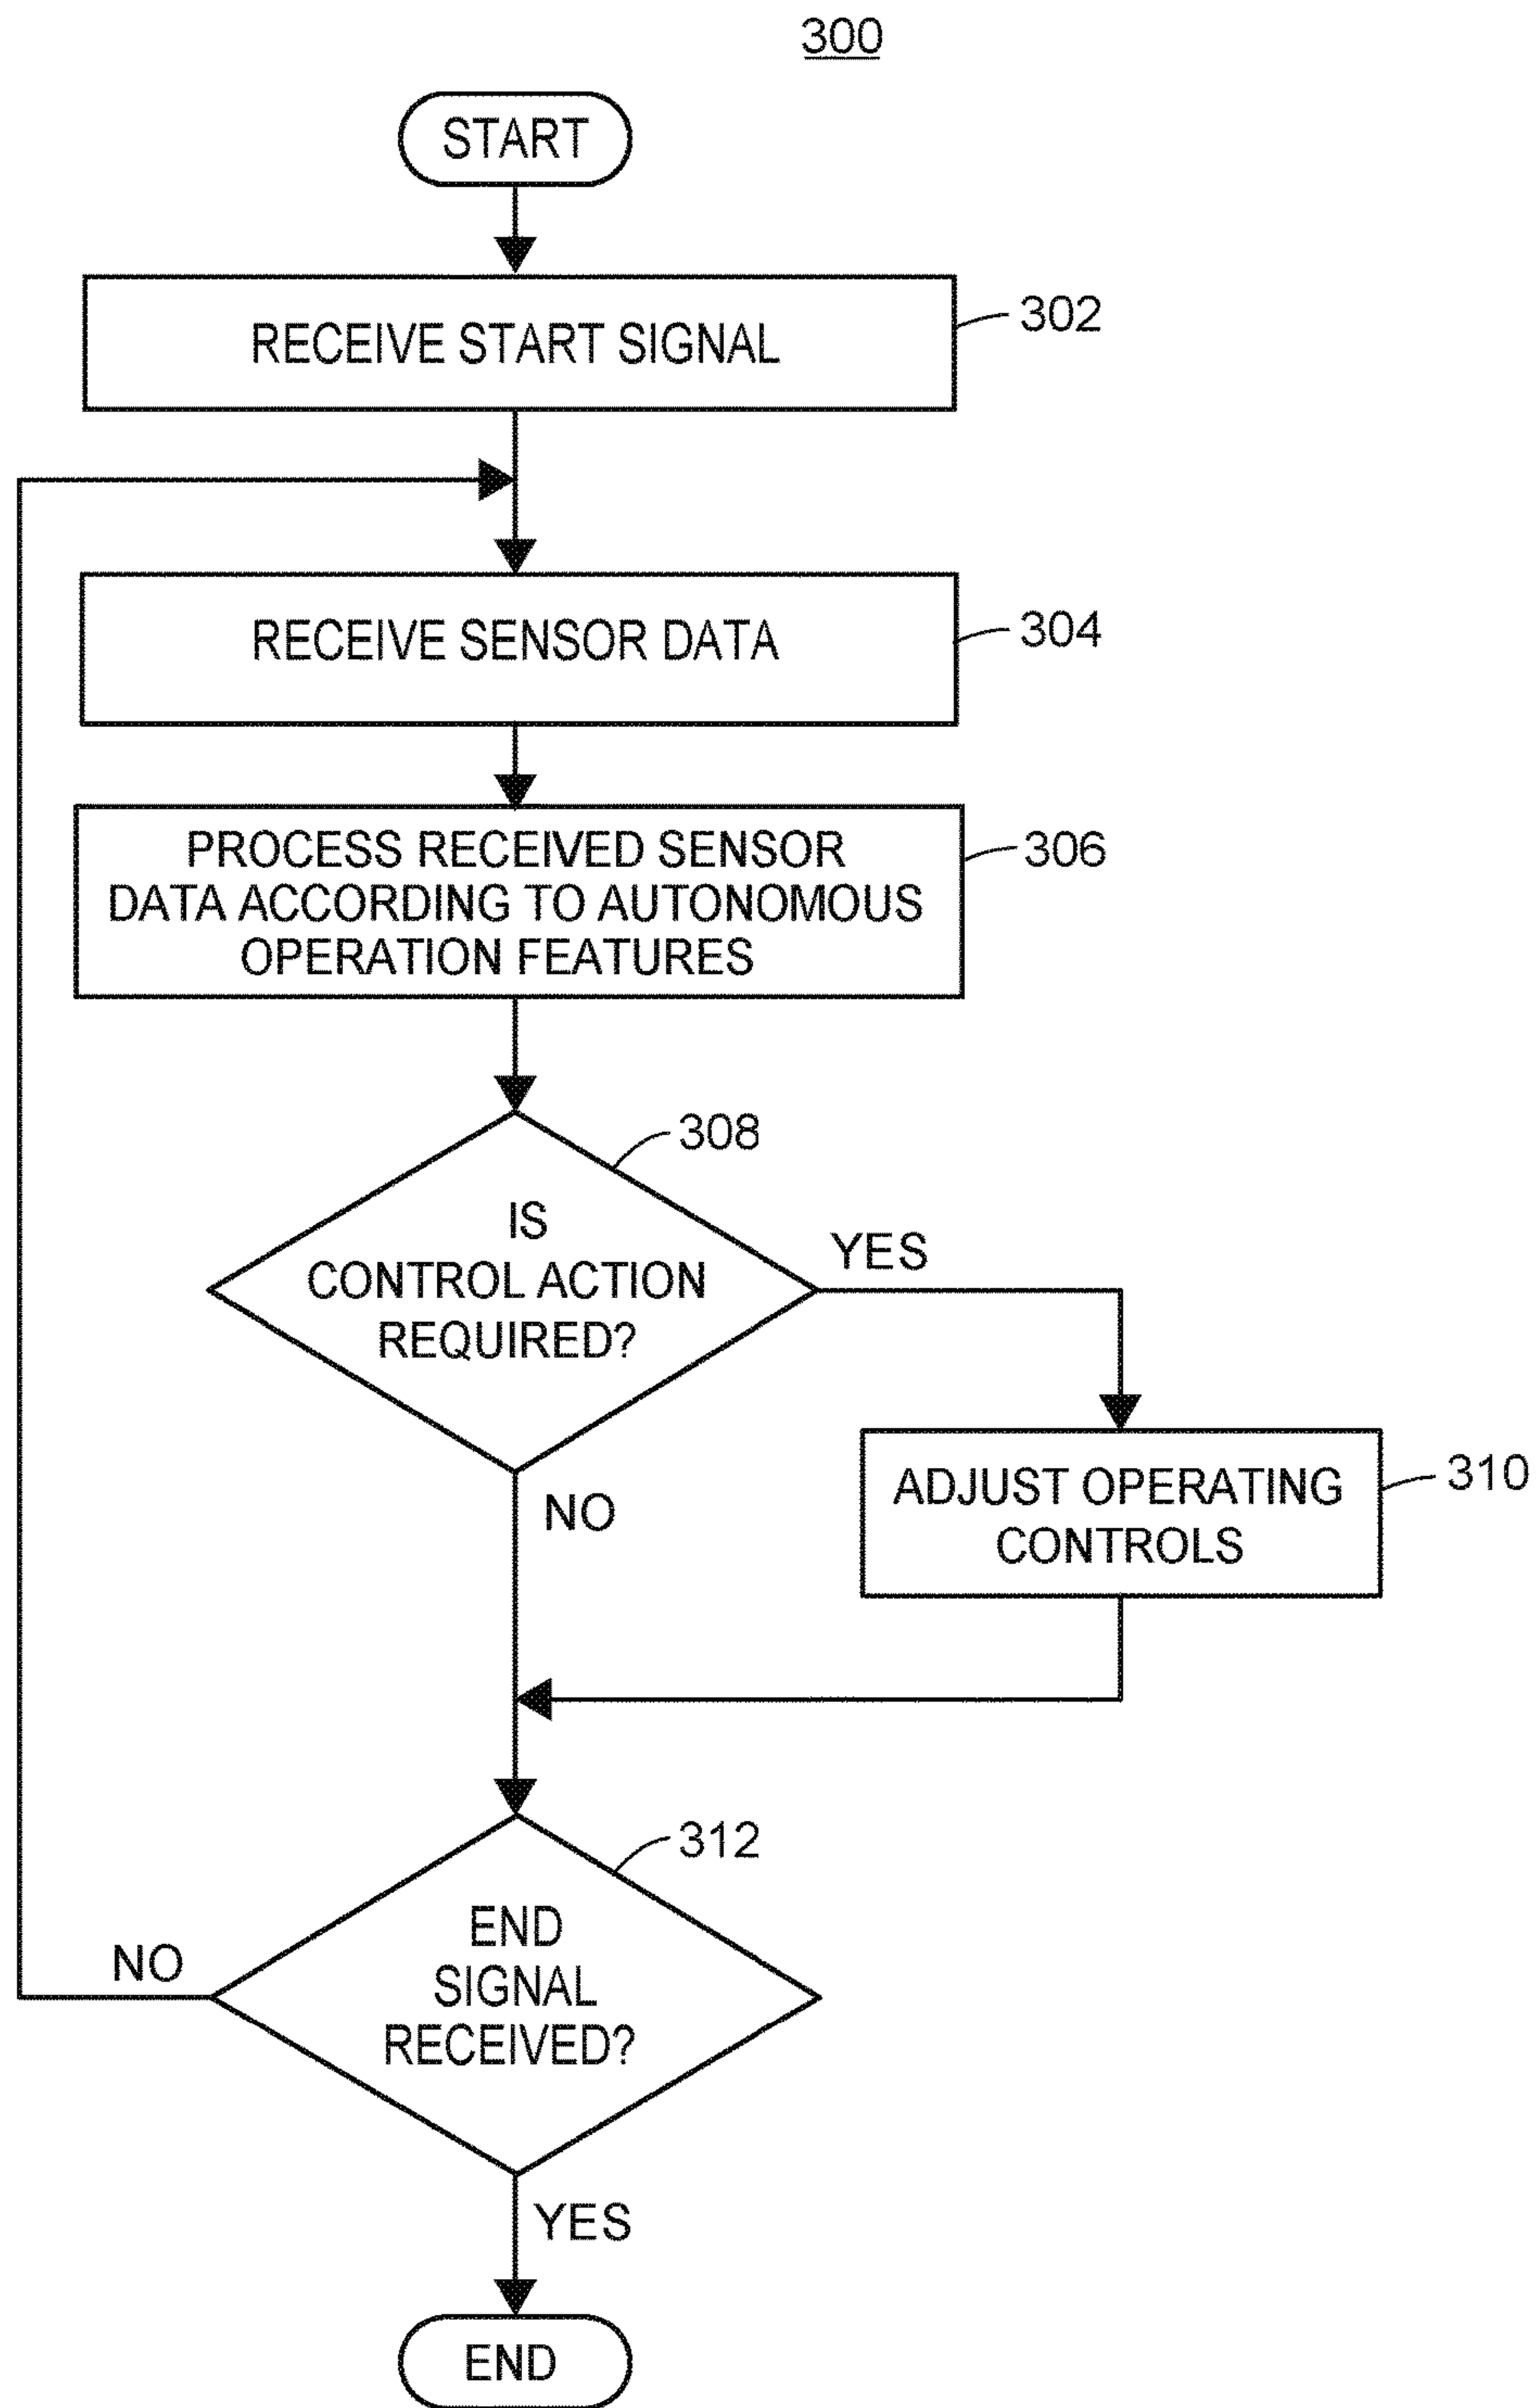 300
START
RECEIVE START SIGNAL
302
RECEIVE SENSOR DATA
304
PROCESS RECEIVED SENSOR
DATA ACCORDING TO AUTONOMOUS
OPERATION FEATURES
306
308
IS
CONTROL ACTION
REQUIRED?
YES
NO
ADJUST OPERATING
CONTROLS
310
312
END
SIGNAL
RECEIVED?
NO
YES
END